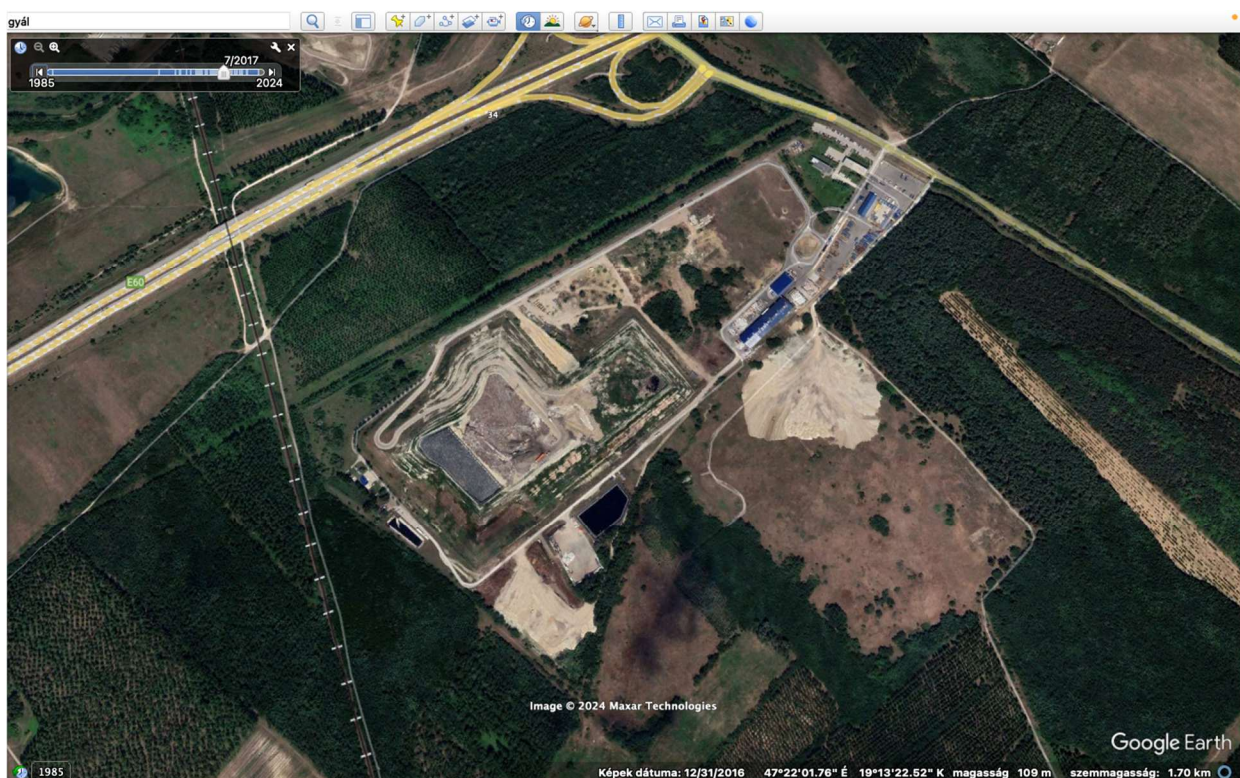 gyál
7/2017
1985
2024
34
E60
Image © 2024 Maxar Technologies
Google Earth
1985
Képek dátuma: 12/31/2016 47°22'01.76" É 19°13'22.52" K magasság 109 m szemmagasság: 1.70 km